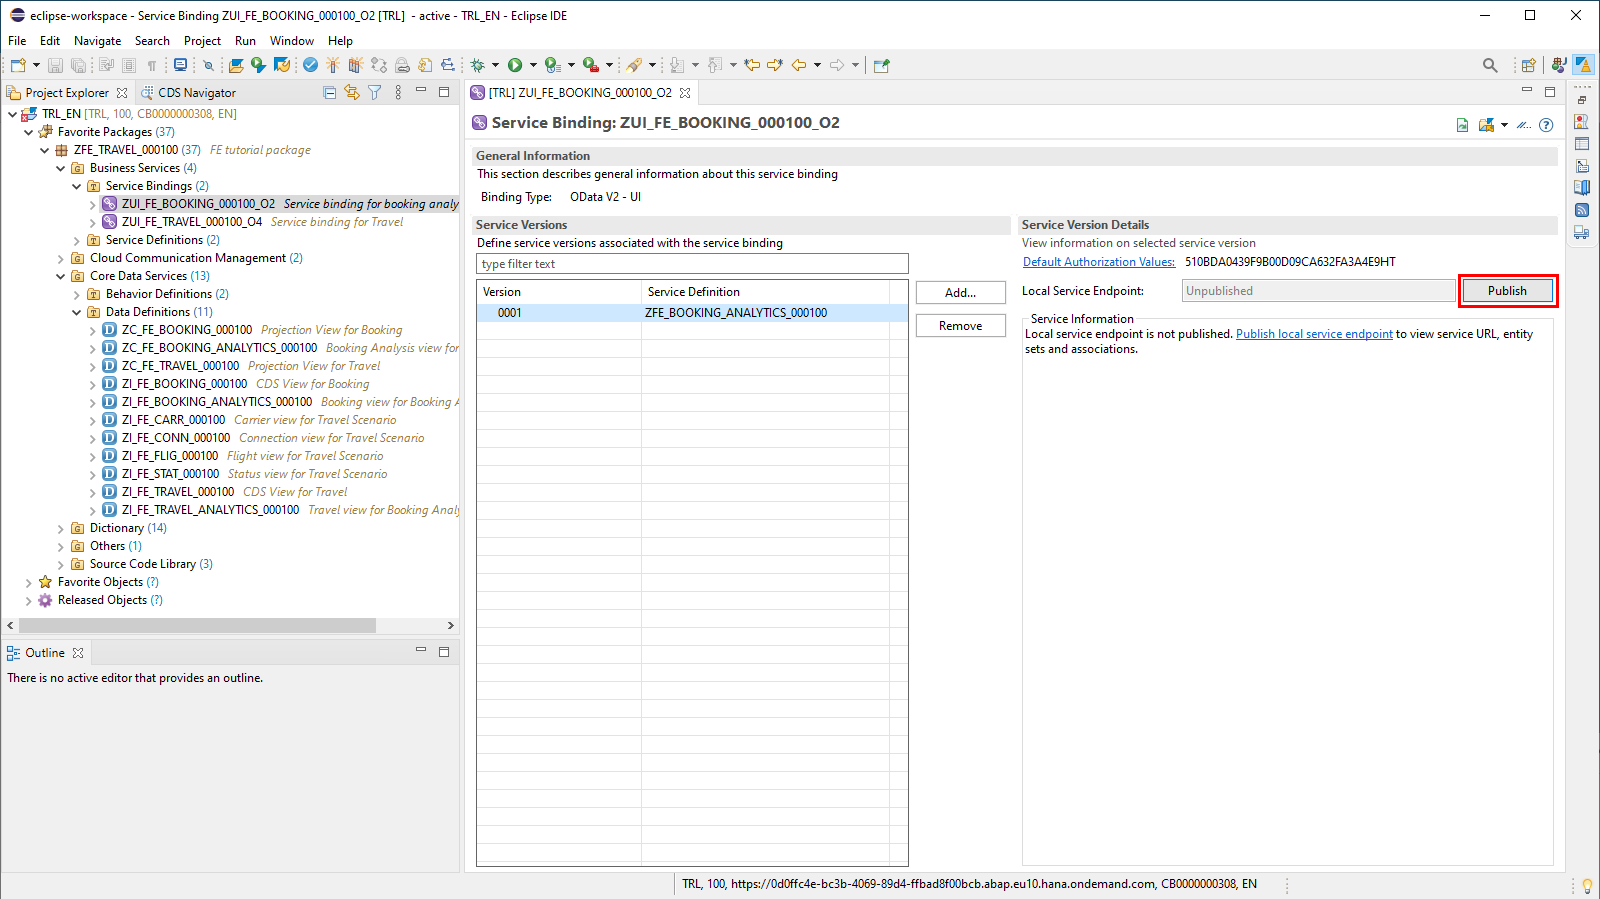 eclipse-workspace - Service Binding ZUI_FE_BOOKING_000100_O2 [TRL] - active - TRL_EN - Eclipse IDE
File Edit Navigate Search Project Run Window Help
Project Explorer CDS Navigator
TRL_EN [TRL, 100, CB0000000308, EN]
Favorite Packages (37)
ZFE_TRAVEL_000100 (37) FE tutorial package
Business Services (4)
Service Bindings (2)
ZUI_FE_BOOKING_000100_O2 Service binding for booking analy
ZUI_FE_TRAVEL_000100_O4 Service binding for Travel
Service Definitions (2)
Cloud Communication Management (2)
Core Data Services (13)
Behavior Definitions (2)
Data Definitions (11)
ZC_FE_BOOKING_000100 Projection View for Booking
ZC_FE_BOOKING_ANALYTICS_000100 Booking Analysis view for
ZC_FE_TRAVEL_000100 Projection View for Travel
ZI_FE_BOOKING_000100 CDS View for Booking
ZI_FE_BOOKING_ANALYTICS_000100 Booking view for Booking A
ZI_FE_CARR_000100 Carrier view for Travel Scenario
ZI_FE_CONN_000100 Connection view for Travel Scenario
ZI_FE_FLIG_000100 Flight view for Travel Scenario
ZI_FE_STAT_000100 Status view for Travel Scenario
ZI_FE_TRAVEL_000100 CDS View for Travel
ZI_FE_TRAVEL_ANALYTICS_000100 Travel view for Booking Analy
Dictionary (14)
Others (1)
Source Code Library (3)
Favorite Objects (?)
Released Objects (?)
Outline
There is no active editor that provides an outline.
[TRL] ZUI_FE_BOOKING_000100_O2
Service Binding: ZUI_FE_BOOKING_000100_O2
General Information
This section describes general information about this service binding
Binding Type: OData V2 - UI
Service Versions
Define service versions associated with the service binding
type filter text
Version Service Definition
0001 ZFE_BOOKING_ANALYTICS_000100
Add...
Remove
Service Version Details
View information on selected service version
Default Authorization Values: 510BDA0439F9B00D09CA632FA3A4E9HT
Local Service Endpoint: Unpublished Publish
Service Information
Local service endpoint is not published. Publish local service endpoint to view service URL, entity
sets and associations.
TRL, 100, https://0d0ffc4e-bc3b-4069-89d4-ffbad8f00bcb.abap.eu10.hana.ondemand.com, CB0000000308, EN